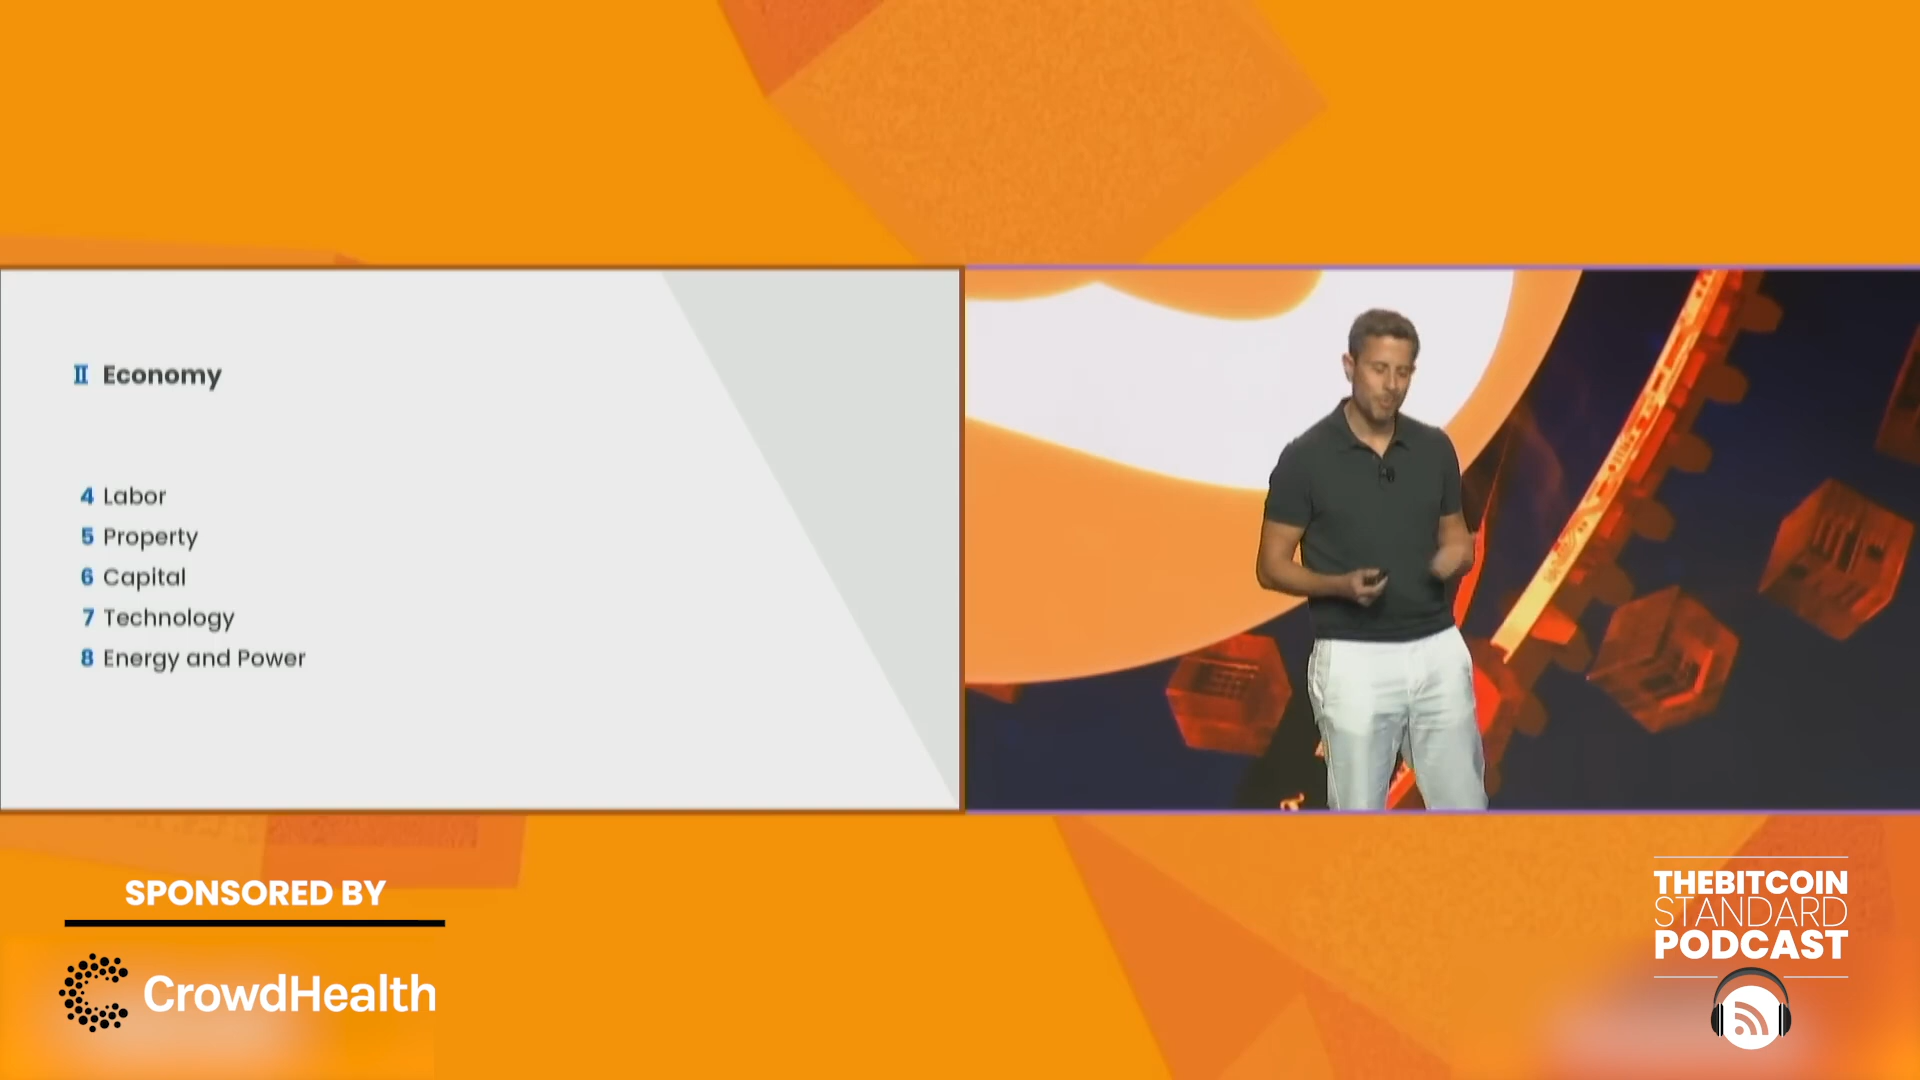 II Economy
4 Labor
5 Property
6 Capital
7 Technology
8 Energy and Power
SPONSORED BY
CrowdHealth
THEBITCOIN
STANDARD
PODCAST